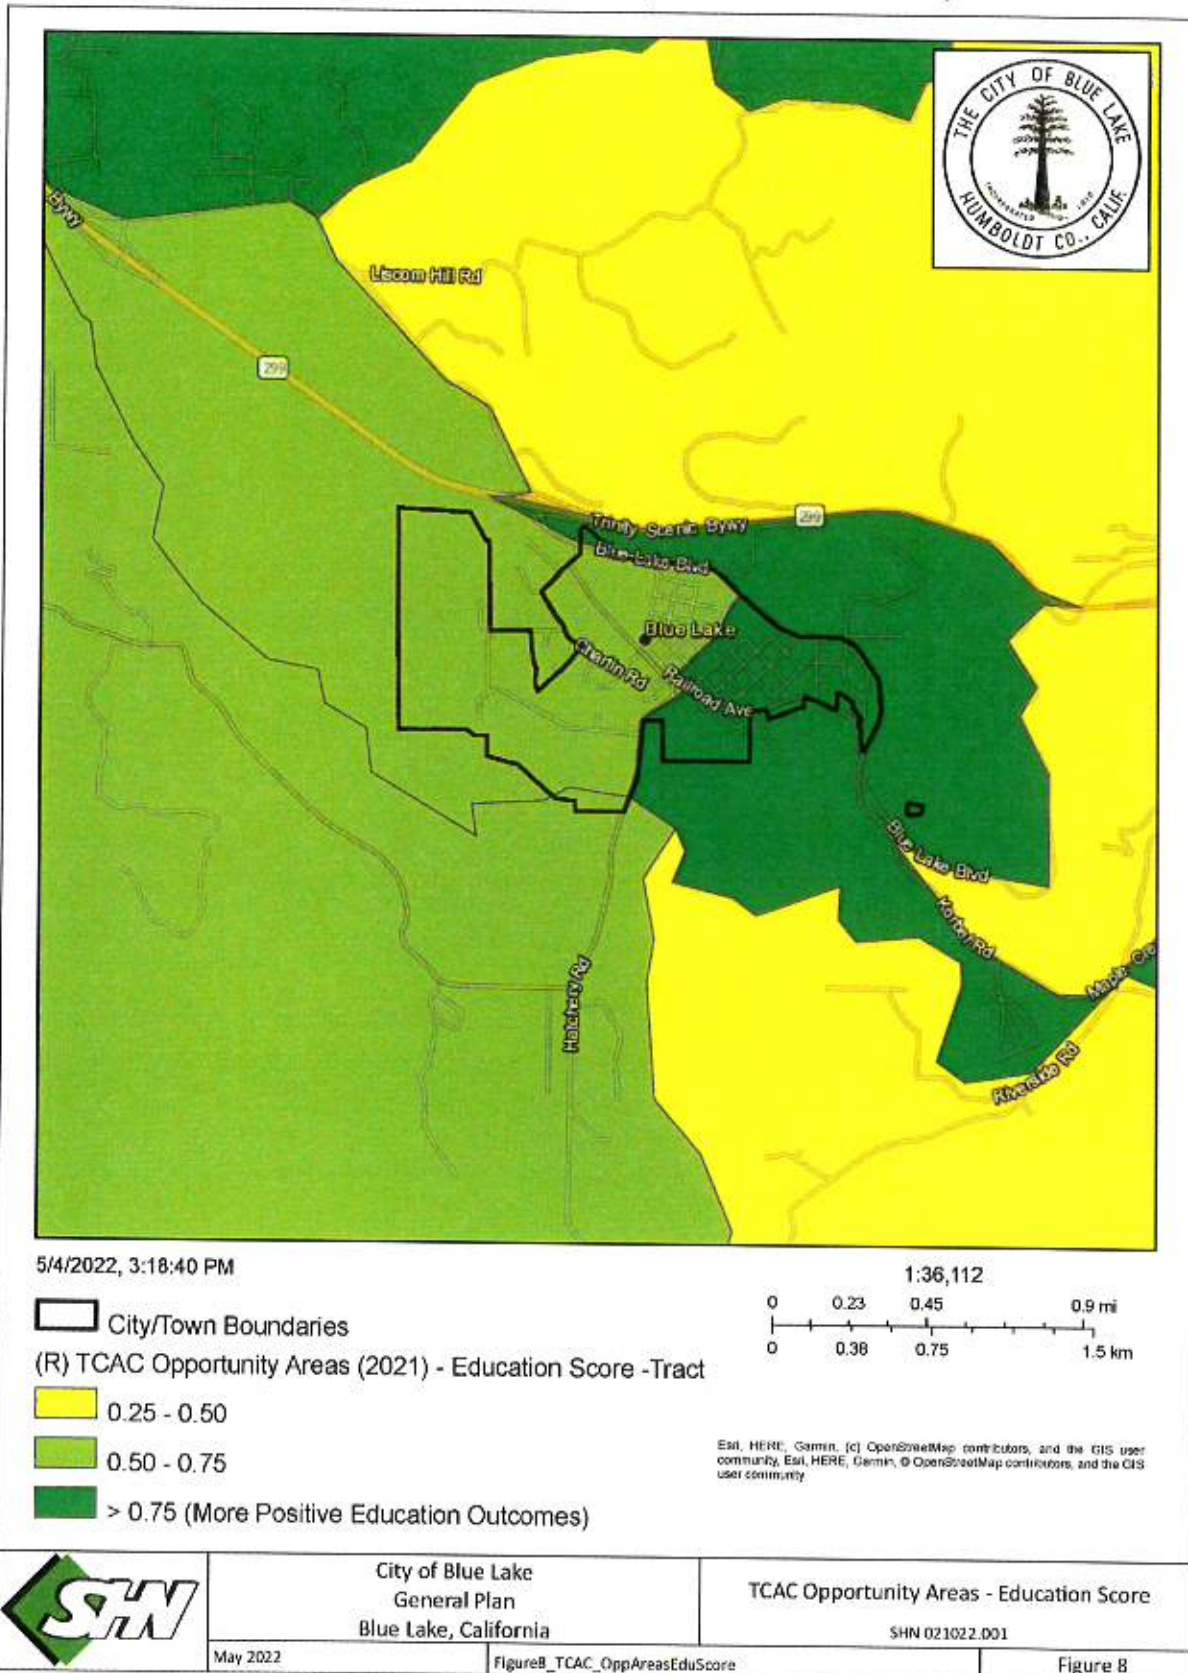 THE CITY OF BLUE LAKE
INCORPORATED 1910
HUMBOLDT CO., CALIF.
Bywy
Liscom Hill Rd
299
299
Trinity Scenic Bywy
Blue Lake Blvd
Blue Lake
Chartin Rd
Railroad Ave
Blue Lake Blvd
Korbel Rd
Maple Cre
Hatchery Rd
Riverside Rd
5/4/2022, 3:18:40 PM
1:36,112
0 0.23 0.45 0.9 mi
0 0.38 0.75 1.5 km
City/Town Boundaries
(R) TCAC Opportunity Areas (2021) - Education Score -Tract
0.25 - 0.50
0.50 - 0.75
> 0.75 (More Positive Education Outcomes)
Esri, HERE, Garmin, (c) OpenStreetMap contributors, and the GIS user
community, Esri, HERE, Garmin, © OpenStreetMap contributors, and the GIS
user community
SHN
City of Blue Lake
General Plan
Blue Lake, California
TCAC Opportunity Areas - Education Score
SHN 021022.001
May 2022
Figure8_TCAC_OppAreasEduScore
Figure 8